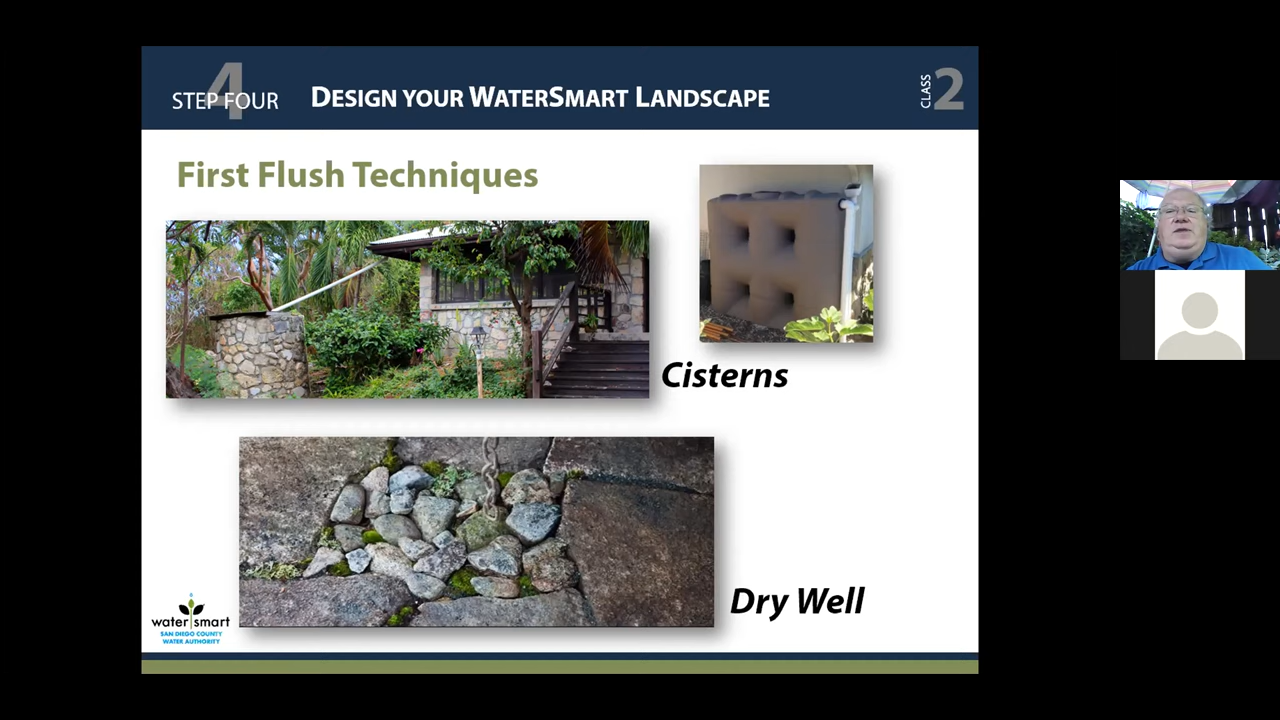 4
STEP FOUR
DESIGN YOUR WATERSMART LANDSCAPE
CLASS 2
First Flush Techniques
Cisterns
Dry Well
water smart
SAN DIEGO COUNTY
WATER AUTHORITY